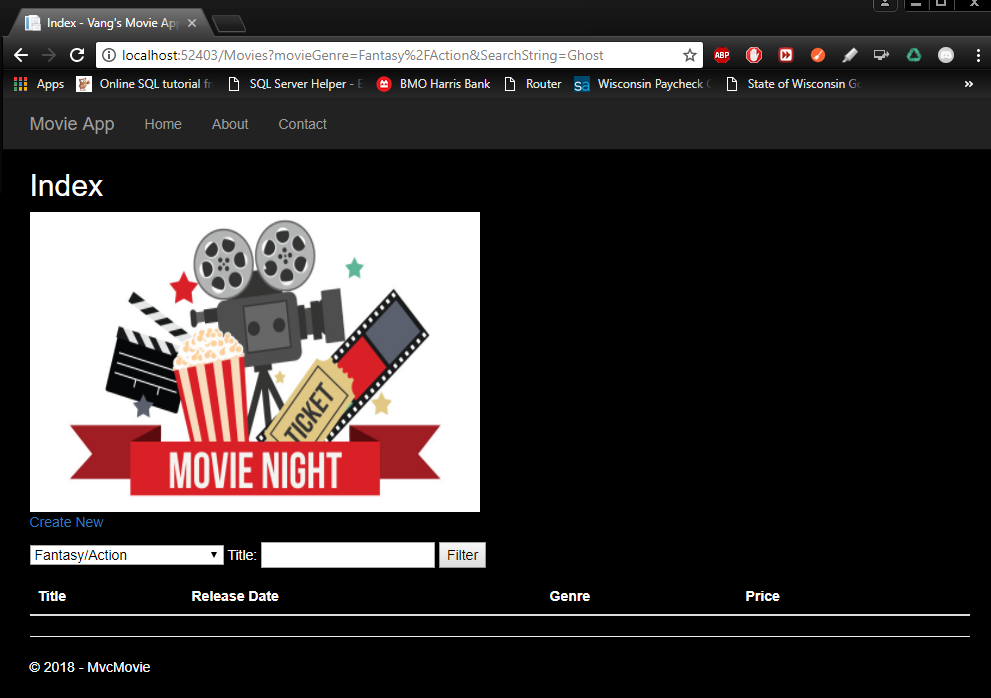 Index - Vang's Movie Ap
localhost:52403/Movies?movieGenre=Fantasy%2FAction&SearchString=Ghost
ABP
Apps Online SQL tutorial fr SQL Server Helper - E BMO Harris Bank Router sa Wisconsin Paycheck State of Wisconsin Go »
Movie App Home About Contact
Index
TICKET
MOVIE NIGHT
Create New
Fantasy/Action Title: Filter
Title Release Date Genre Price
© 2018 - MvcMovie